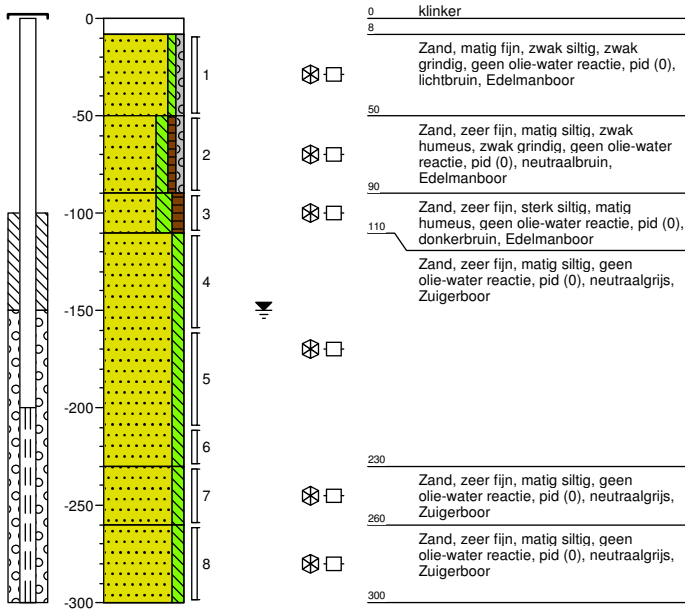 0
-50
-100
-150
-200
-250
-300
1
2
3
4
5
6
7
8
0 klinker
8
Zand, matig fijn, zwak siltig, zwak
grindig, geen olie-water reactie, pid (0),
lichtbruin, Edelmanboor
50
Zand, zeer fijn, matig siltig, zwak
humeus, zwak grindig, geen olie-water
reactie, pid (0), neutraalbruin,
Edelmanboor
90
Zand, zeer fijn, sterk siltig, matig
humeus, geen olie-water reactie, pid (0),
donkerbruin, Edelmanboor
110
Zand, zeer fijn, matig siltig, geen
olie-water reactie, pid (0), neutraalgrijs,
Zuigerboor
230
Zand, zeer fijn, matig siltig, geen
olie-water reactie, pid (0), neutraalgrijs,
Zuigerboor
260
Zand, zeer fijn, matig siltig, geen
olie-water reactie, pid (0), neutraalgrijs,
Zuigerboor
300